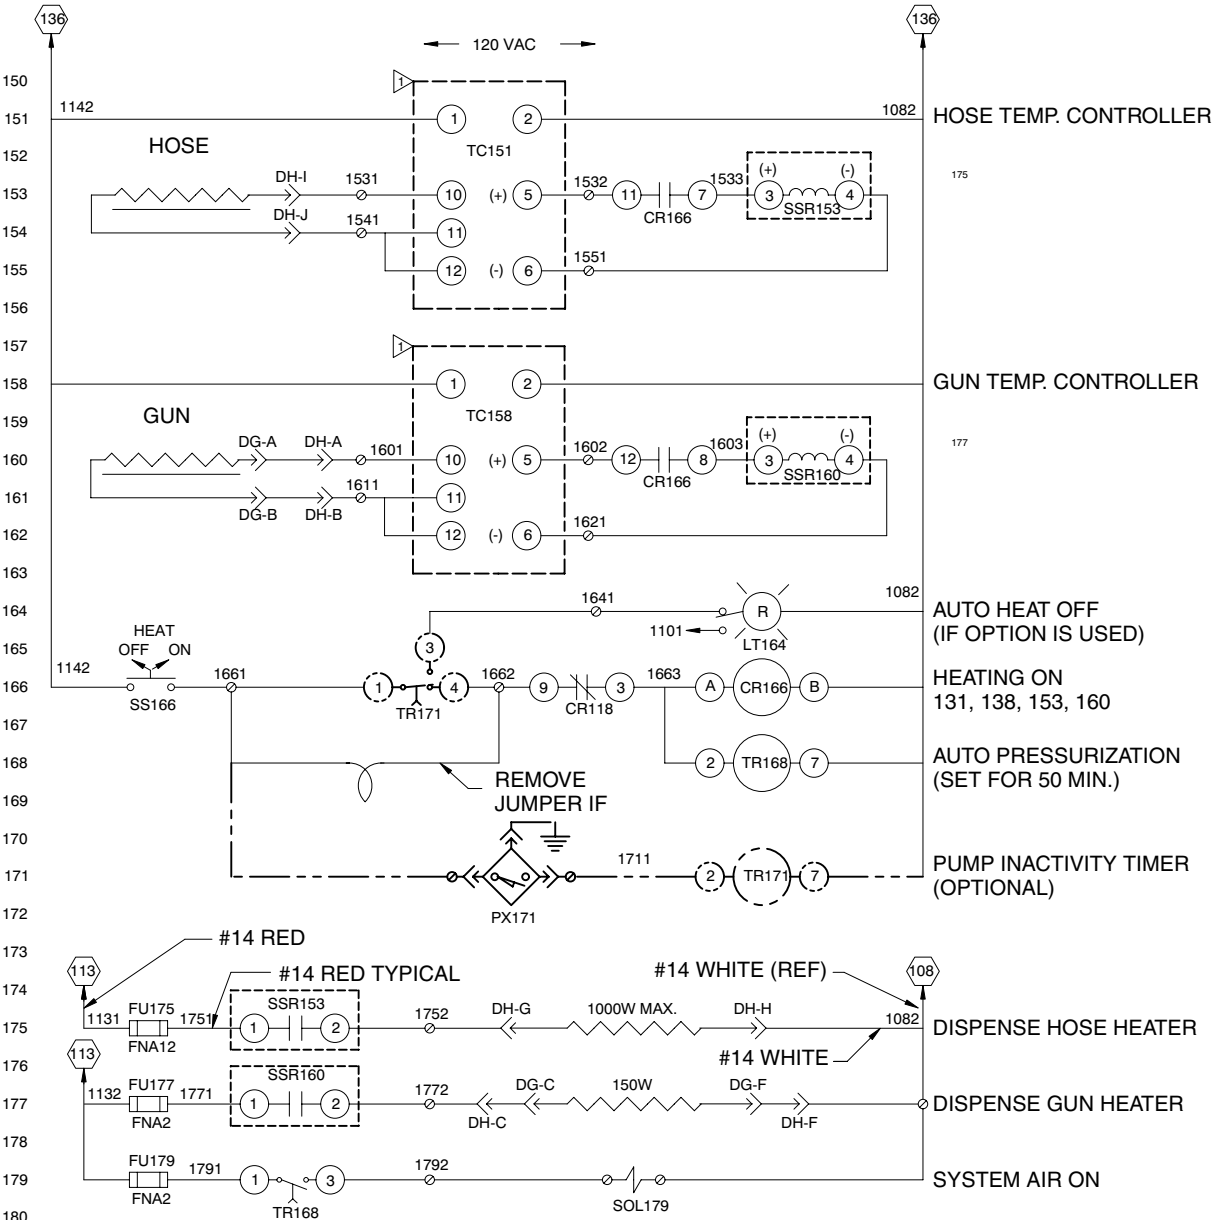 136 136
120 VAC
150 1
151 1142 1 2 1082 HOSE TEMP. CONTROLLER
152 HOSE TC151 (+) (-) 175
153 DH-I 1531 10 (+) 5 1532 11 CR166 7 1533 3 SSR153 4
154 DH-J 1541 11
155 12 (-) 6 1551
156
157 1
158 1 2 GUN TEMP. CONTROLLER
159 GUN TC158 (+) (-) 177
160 DG-A DH-A 1601 10 (+) 5 1602 12 CR166 8 1603 3 SSR160 4
161 DG-B DH-B 1611 11
162 12 (-) 6 1621
163
164 1641 R 1082 AUTO HEAT OFF
(IF OPTION IS USED)
165 HEAT 3 1101 LT164
OFF ON
166 1142 SS166 1661 1 TR171 4 1662 9 CR118 3 1663 A CR166 B HEATING ON
131, 138, 153, 160
167
168 2 TR168 7 AUTO PRESSURIZATION
(SET FOR 50 MIN.)
REMOVE
169 JUMPER IF
170
171 1711 2 TR171 7 PUMP INACTIVITY TIMER
(OPTIONAL)
172 PX171
173 #14 RED
113 #14 RED TYPICAL #14 WHITE (REF) 108
174
175 1131 FU175 FNA12 1751 1 SSR153 2 1752 DH-G 1000W MAX. DH-H 1082 DISPENSE HOSE HEATER
113 #14 WHITE
176
177 1132 FU177 FNA2 1771 1 SSR160 2 1772 DH-C DG-C 150W DG-F DH-F DISPENSE GUN HEATER
178
179 FU179 FNA2 1791 1 TR168 3 1792 SOL179 SYSTEM AIR ON
180